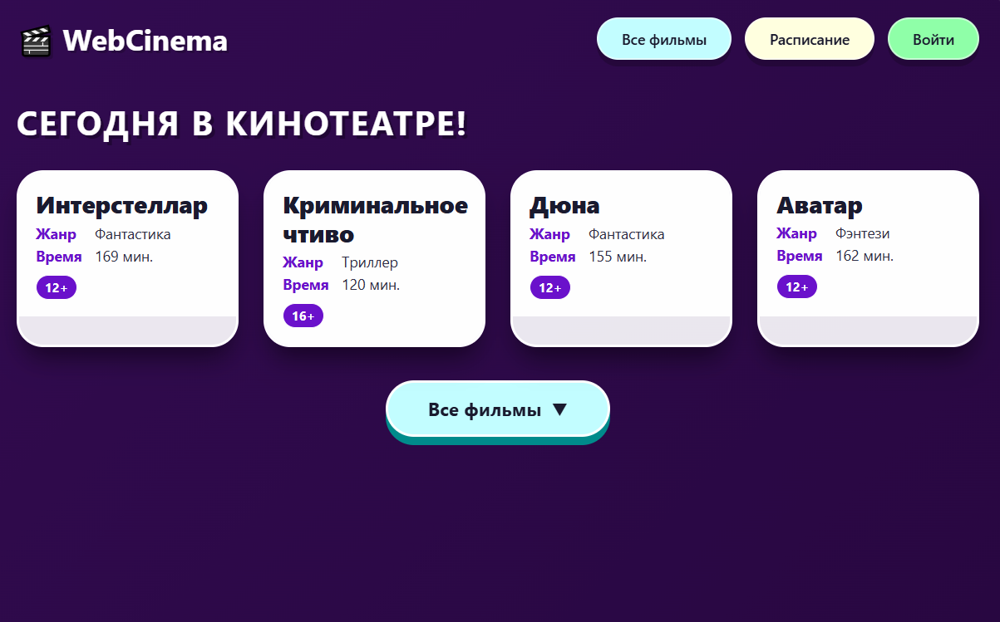 WebCinema
Все фильмы
Расписание
Войти
СЕГОДНЯ В КИНОТЕАТРЕ!
Интерстеллар
Жанр Фантастика
Время 169 мин.
12+
Криминальное
чтиво
Жанр Триллер
Время 120 мин.
16+
Дюна
Жанр Фантастика
Время 155 мин.
12+
Аватар
Жанр Фэнтези
Время 162 мин.
12+
Все фильмы ▼